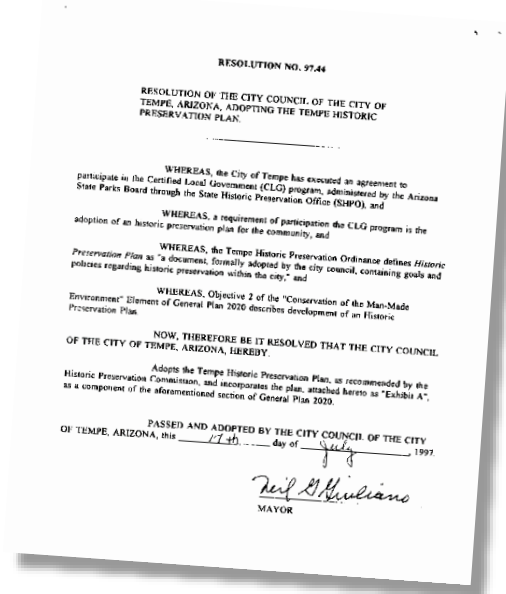 RESOLUTION NO. 97.44
RESOLUTION OF THE CITY COUNCIL OF THE CITY OF
TEMPE, ARIZONA, ADOPTING THE TEMPE HISTORIC
PRESERVATION PLAN.
WHEREAS, the City of Tempe has executed an agreement to
participate in the Certified Local Government (CLG) program, administered by the Arizona
State Parks Board through the State Historic Preservation Office (SHPO), and
WHEREAS, a requirement of participation the CLG program is the
adoption of an historic preservation plan for the community, and
WHEREAS, the Tempe Historic Preservation Ordinance defines Historic
Preservation Plan as "a document, formally adopted by the city council, containing goals and
policies regarding historic preservation within the city," and
WHEREAS, Objective 2 of the "Conservation of the Man-Made
Environment" Element of General Plan 2020 describes development of an Historic
Preservation Plan
NOW, THEREFORE BE IT RESOLVED THAT THE CITY COUNCIL
OF THE CITY OF TEMPE, ARIZONA, HEREBY.
Adopts the Tempe Historic Preservation Plan, as recommended by the
Historic Preservation Commission, and incorporates the plan, attached hereto as "Exhibit A",
as a component of the aforementioned section of General Plan 2020.
PASSED AND ADOPTED BY THE CITY COUNCIL OF THE CITY
OF TEMPE, ARIZONA, this 17th day of July, 1997.
Neil G Giuliano
MAYOR